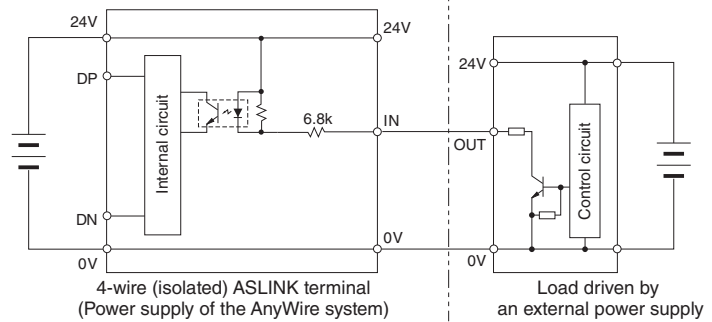 24V
24V
DP
Internal circuit
6.8k
IN
DN
0V
0V
4-wire (isolated) ASLINK terminal
(Power supply of the AnyWire system)
24V
OUT
Control circuit
0V
Load driven by
an external power supply